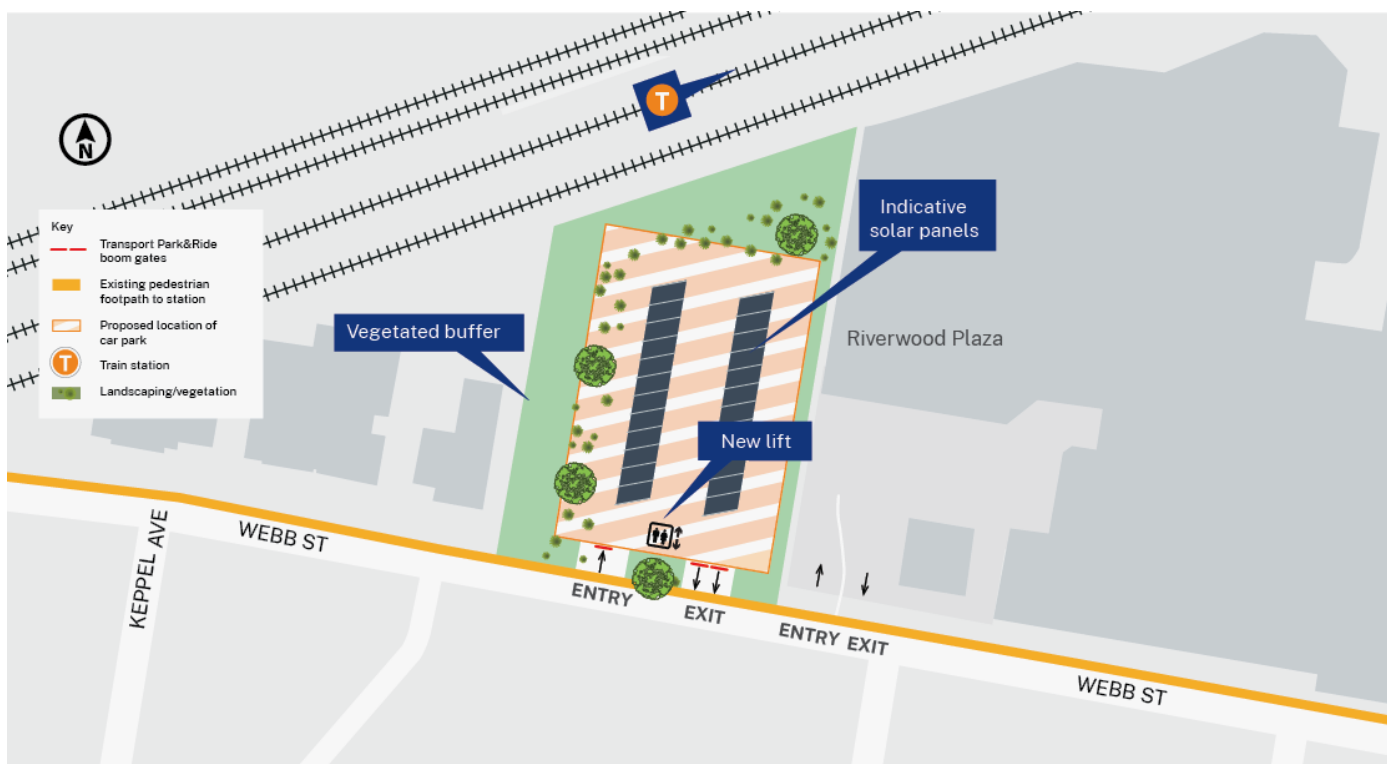 T
N
Indicative
solar panels
Key
Transport Park&Ride
boom gates
Existing pedestrian
footpath to station
Proposed location of
car park
T
Train station
Landscaping/vegetation
Vegetated buffer
Riverwood Plaza
New lift
KEPPEL AVE
WEBB ST
ENTRY
EXIT
ENTRY EXIT
WEBB ST